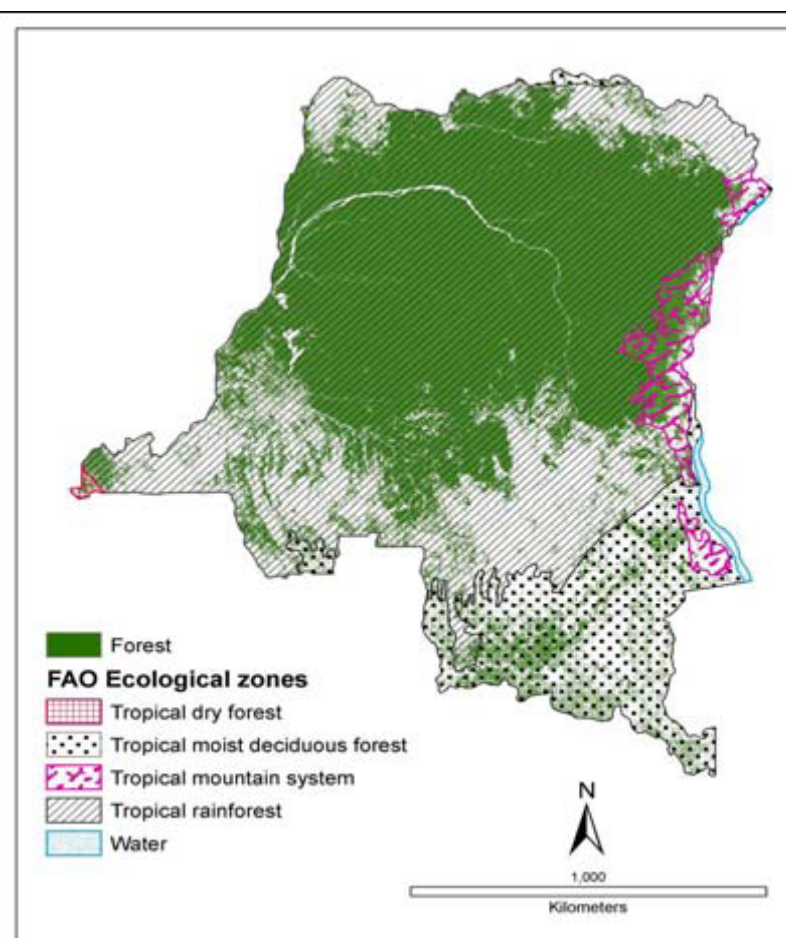 Forest
FAO Ecological zones
Tropical dry forest
Tropical moist deciduous forest
Tropical mountain system
Tropical rainforest
Water
N
1,000
Kilometers